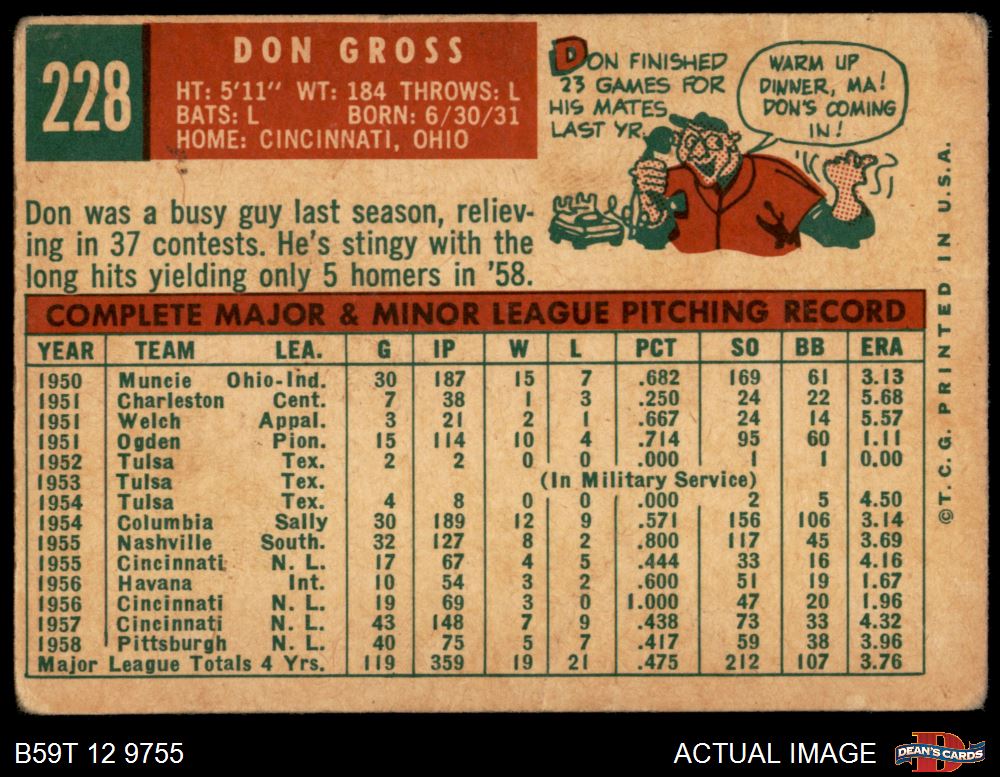 228
DON GROSS
HT: 5'11" WT: 184 THROWS: L
BATS: L BORN: 6/30/31
HOME: CINCINNATI, OHIO
DON FINISHED
23 GAMES FOR
HIS MATES
LAST YR.
WARM UP
DINNER, MA!
DON'S COMING
IN!
Don was a busy guy last season, reliev-
ing in 37 contests. He's stingy with the
long hits yielding only 5 homers in '58.
COMPLETE MAJOR & MINOR LEAGUE PITCHING RECORD
YEAR TEAM LEA. G IP W L PCT SO BB ERA
1950 Muncie Ohio-Ind. 30 187 15 7 .682 169 61 3.13
1951 Charleston Cent. 7 38 1 3 .250 24 22 5.68
1951 Welch Appal. 3 21 2 1 .667 24 14 5.57
1951 Ogden Pion. 15 114 10 4 .714 95 60 1.11
1952 Tulsa Tex. 2 2 0 0 .000 1 1 0.00
1953 Tulsa Tex. (In Military Service)
1954 Tulsa Tex. 4 8 0 0 .000 2 5 4.50
1954 Columbia Sally 30 189 12 9 .571 156 106 3.14
1955 Nashville South. 32 127 8 2 .800 117 45 3.69
1955 Cincinnati N. L. 17 67 4 5 .444 33 16 4.16
1956 Havana Int. 10 54 3 2 .600 51 19 1.67
1956 Cincinnati N. L. 19 69 3 0 1.000 47 20 1.96
1957 Cincinnati N. L. 43 148 7 9 .438 73 33 4.32
1958 Pittsburgh N. L. 40 75 5 7 .417 59 38 3.96
Major League Totals 4 Yrs. 119 359 19 21 .475 212 107 3.76
©T.C.G. PRINTED IN U.S.A.
B59T 12 9755
ACTUAL IMAGE
DEAN'S CARDS